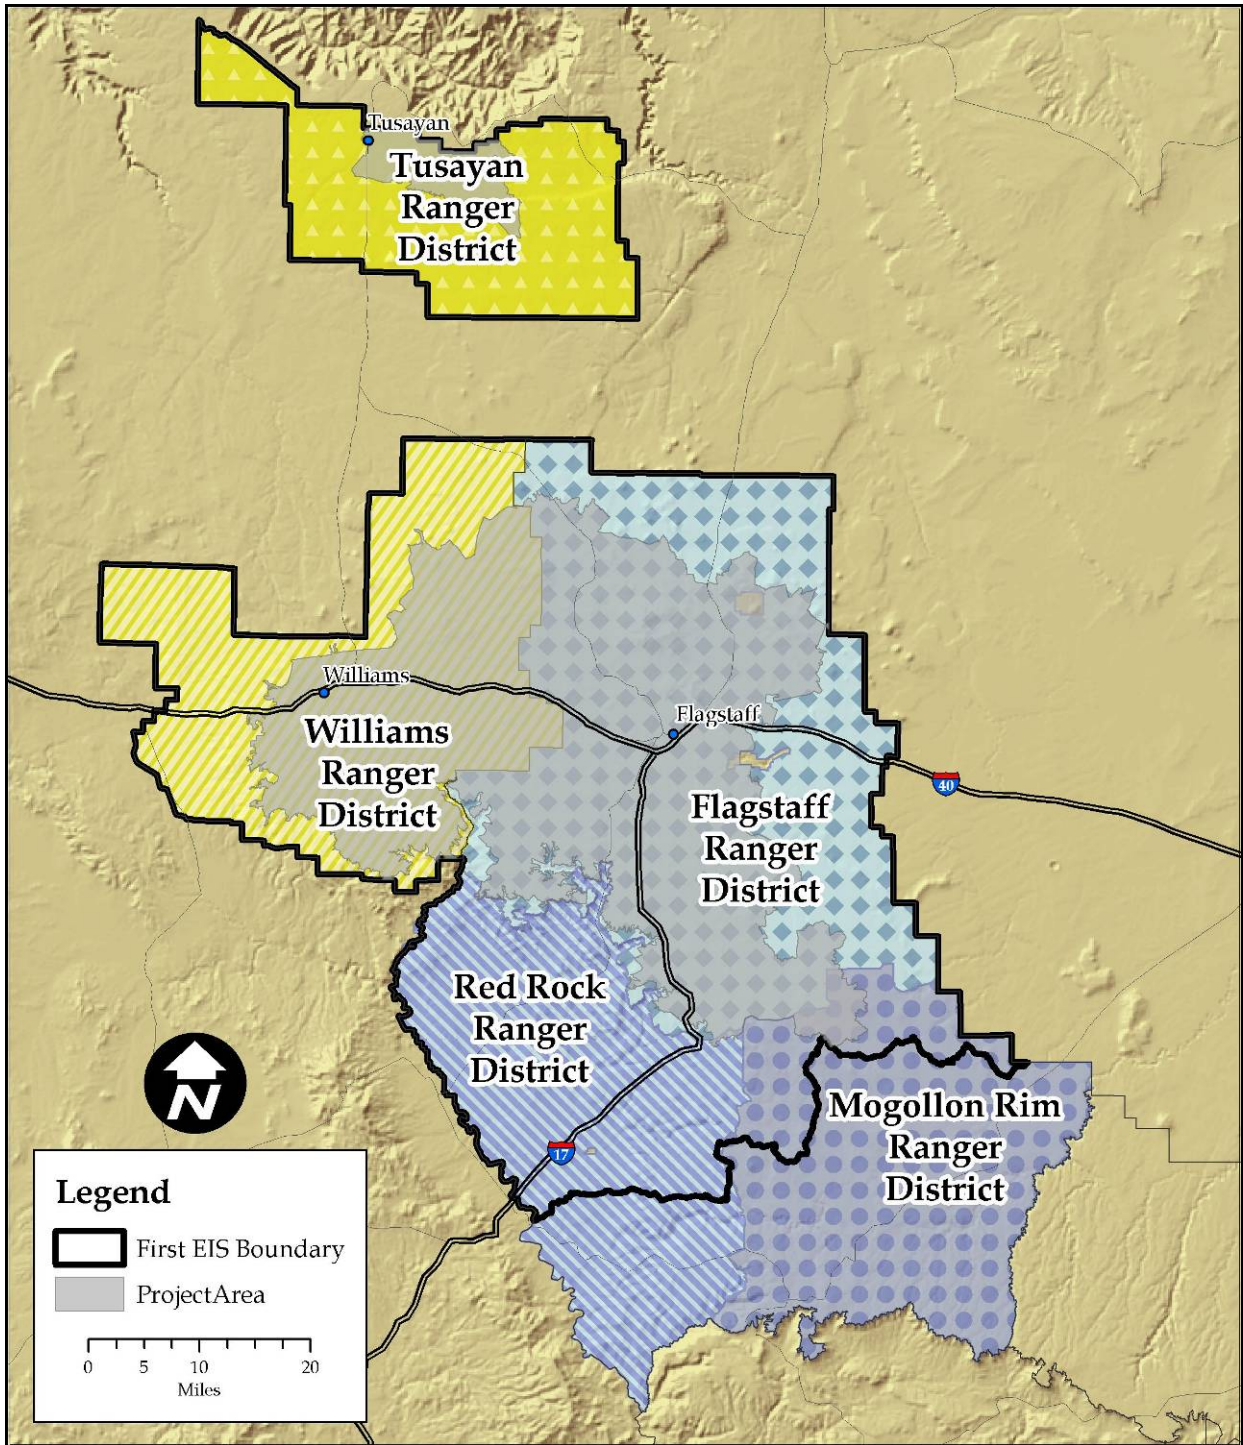 Tusayan
Tusayan
Ranger
District
Williams
Williams
Ranger
District
Flagstaff
40
Flagstaff
Ranger
District
Red Rock
Ranger
District
Mogollon Rim
Ranger
District
17
N
Legend
First EIS Boundary
ProjectArea
0 5 10 20
Miles